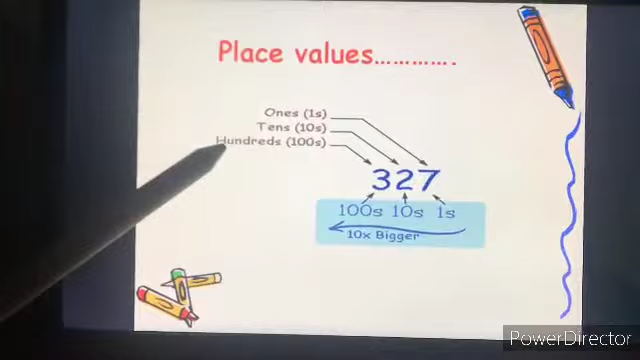 Place values.............
Ones (1s)
Tens (10s)
Hundreds (100s)
327
100s 10s 1s
10x Bigger
PowerDirector